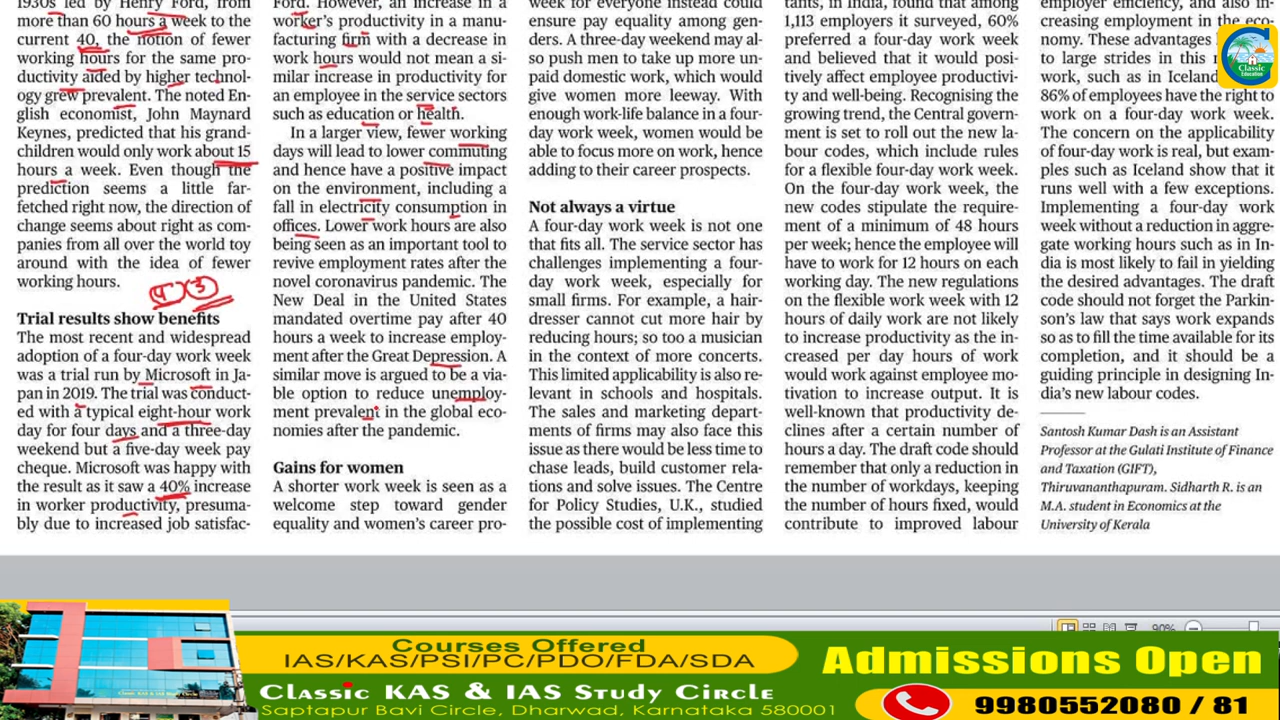 1930s led by Henry Ford, from
more than 60 hours a week to the
current 40, the notion of fewer
working hours for the same pro-
ductivity aided by higher technol-
ogy grew prevalent. The noted En-
glish economist, John Maynard
Keynes, predicted that his grand-
children would only work about 15
hours a week. Even though the
prediction seems a little far-
fetched right now, the direction of
change seems about right as com-
panies from all over the world toy
around with the idea of fewer
working hours.
4 3
Trial results show benefits
The most recent and widespread
adoption of a four-day work week
was a trial run by Microsoft in Ja-
pan in 2019. The trial was conduct-
ed with a typical eight-hour work
day for four days and a three-day
weekend but a five-day week pay
cheque. Microsoft was happy with
the result as it saw a 40% increase
in worker productivity, presuma-
bly due to increased job satisfac-
Ford. However, an increase in a
worker's productivity in a manu-
facturing firm with a decrease in
work hours would not mean a si-
milar increase in productivity for
an employee in the service sectors
such as education or health.
In a larger view, fewer working
days will lead to lower commuting
and hence have a positive impact
on the environment, including a
fall in electricity consumption in
offices. Lower work hours are also
being seen as an important tool to
revive employment rates after the
novel coronavirus pandemic. The
New Deal in the United States
mandated overtime pay after 40
hours a week to increase employ-
ment after the Great Depression. A
similar move is argued to be a via-
ble option to reduce unemploy-
ment prevalent in the global eco-
nomies after the pandemic.
Gains for women
A shorter work week is seen as a
welcome step toward gender
equality and women's career pro-
week for everyone instead could
ensure pay equality among gen-
ders. A three-day weekend may al-
so push men to take up more un-
paid domestic work, which would
give women more leeway. With
enough work-life balance in a four-
day work week, women would be
able to focus more on work, hence
adding to their career prospects.
Not always a virtue
A four-day work week is not one
that fits all. The service sector has
challenges implementing a four-
day work week, especially for
small firms. For example, a hair-
dresser cannot cut more hair by
reducing hours; so too a musician
in the context of more concerts.
This limited applicability is also re-
levant in schools and hospitals.
The sales and marketing depart-
ments of firms may also face this
issue as there would be less time to
chase leads, build customer rela-
tions and solve issues. The Centre
for Policy Studies, U.K., studied
the possible cost of implementing
tants, in India, found that among
1,113 employers it surveyed, 60%
preferred a four-day work week
and believed that it would posi-
tively affect employee productivi-
ty and well-being. Recognising the
growing trend, the Central govern-
ment is set to roll out the new la-
bour codes, which include rules
for a flexible four-day work week.
On the four-day work week, the
new codes stipulate the require-
ment of a minimum of 48 hours
per week; hence the employee will
have to work for 12 hours on each
working day. The new regulations
on the flexible work week with 12
hours of daily work are not likely
to increase productivity as the in-
creased per day hours of work
would work against employee mo-
tivation to increase output. It is
well-known that productivity de-
clines after a certain number of
hours a day. The draft code should
remember that only a reduction in
the number of workdays, keeping
the number of hours fixed, would
contribute to improved labour
employer efficiency, and also in-
creasing employment in the eco-
nomy. These advantages
to large strides in this
work, such as in Iceland
86% of employees have the right to
work on a four-day work week.
The concern on the applicability
of four-day work is real, but exam-
ples such as Iceland show that it
runs well with a few exceptions.
Implementing a four-day work
week without a reduction in aggre-
gate working hours such as in In-
dia is most likely to fail in yielding
the desired advantages. The draft
code should not forget the Parkin-
son's law that says work expands
so as to fill the time available for its
completion, and it should be a
guiding principle in designing In-
dia's new labour codes.
Santosh Kumar Dash is an Assistant
Professor at the Gulati Institute of Finance
and Taxation (GIFT),
Thiruvananthapuram. Sidharth R. is an
M.A. student in Economics at the
University of Kerala
Classic
Education
90%
Courses Offered
IAS/KAS/PSI/PC/PDO/FDA/SDA
Classic KAS & IAS Study Circle
Saptapur Bavi Circle, Dharwad, Karnataka 580001
Admissions Open
9980552080 / 81